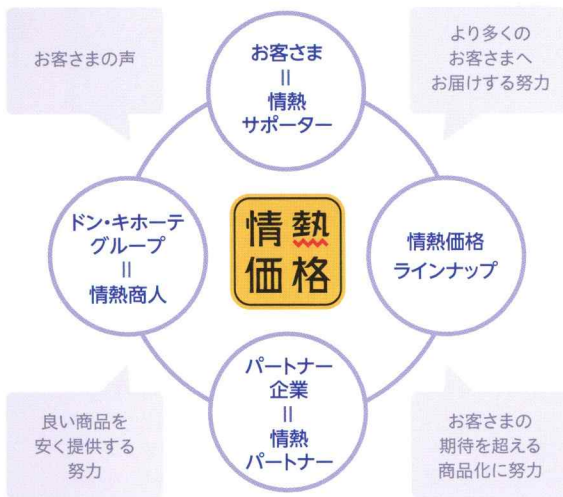 お客さまの声
お客さま
||
情熱
サポーター
より多くの
お客さまへ
お届けする努力
ドン・キホーテ
グループ
||
情熱商人
情熱
価格
情熱価格
ラインナップ
良い商品を
安く提供する
努力
パートナー
企業
||
情熱
パートナー
お客さまの
期待を超える
商品化に努力